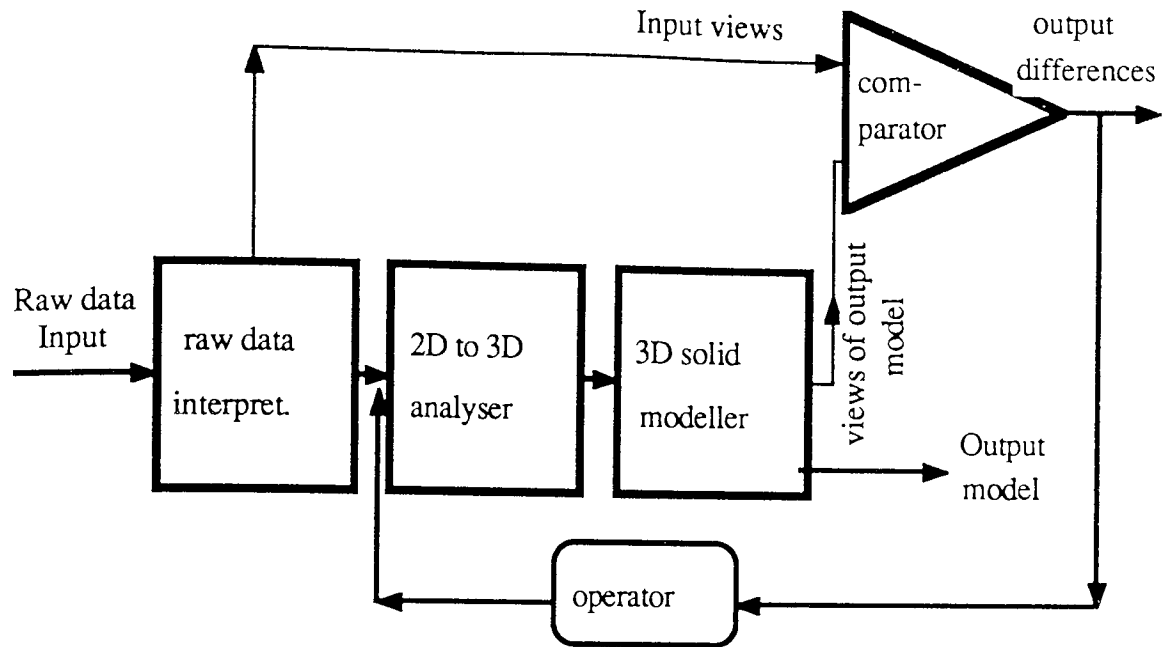 Input views
output
differences
com-
parator
Raw data
Input
raw data
interpret.
2D to 3D
analyser
3D solid
modeller
views of output
model
Output
model
operator